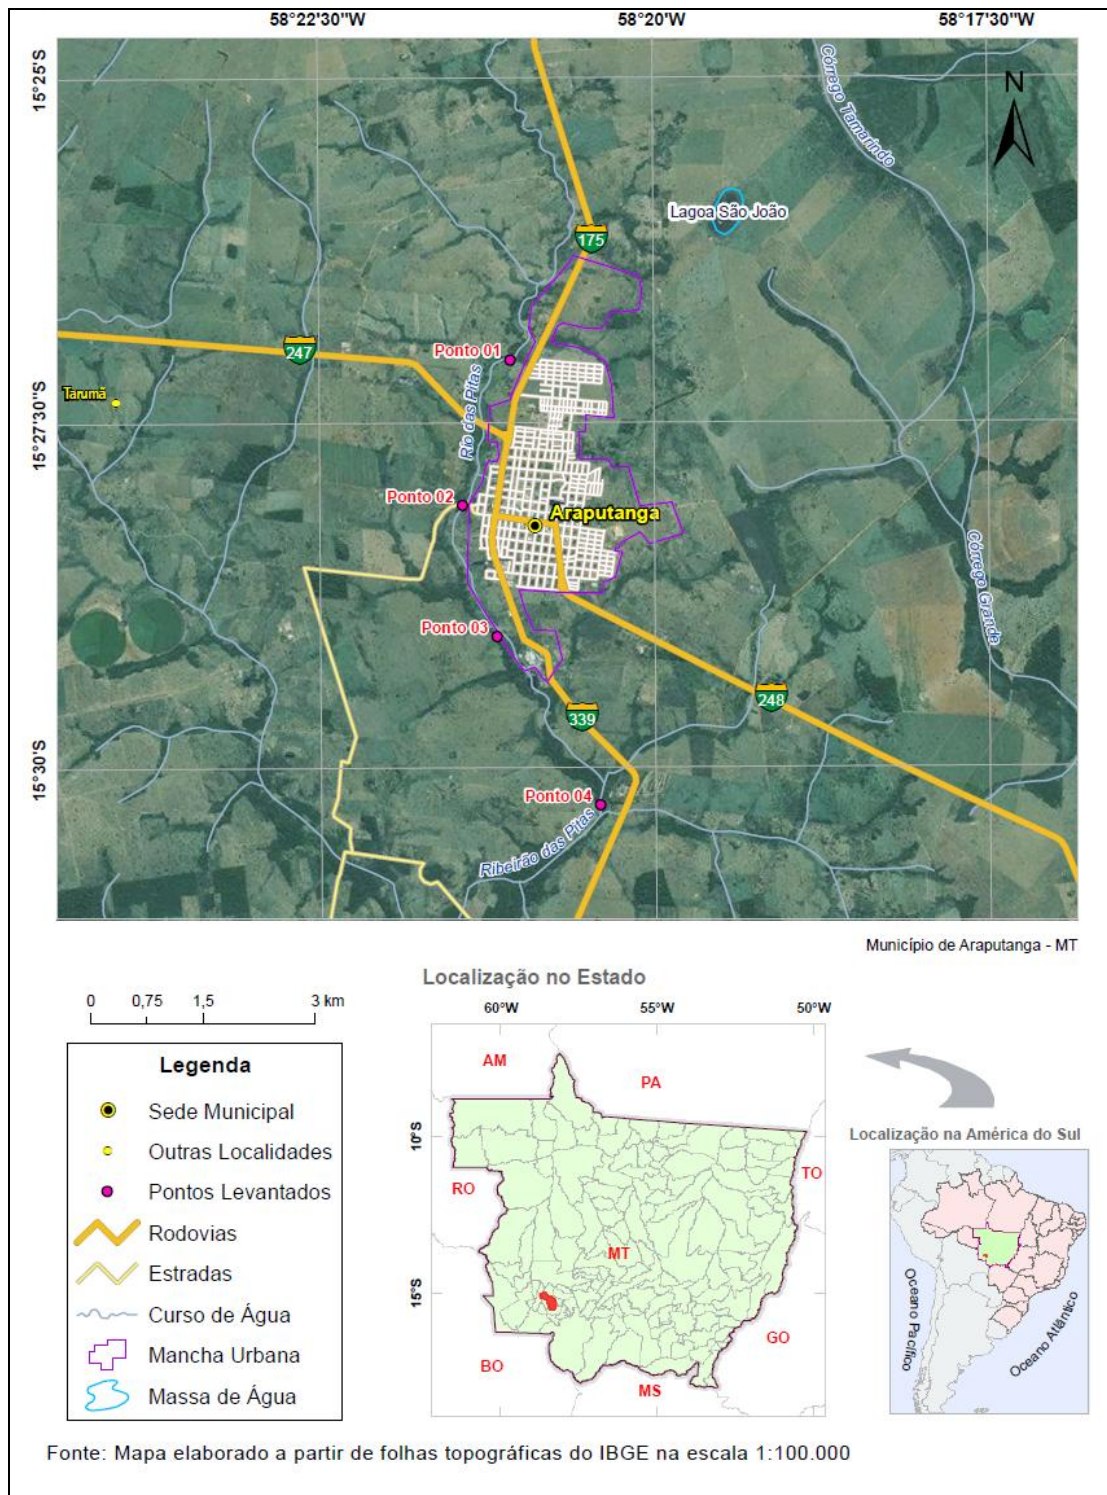 58°22'30"W
58°20'W
58°17'30"W
15°25'S
Córrego Tamarindo
N
Lagoa São João
175
Ponto 01
247
Tarumã
Rio das Pitas
15°27'30"S
Ponto 02
Araputanga
Córrego Grande
Ponto 03
248
339
15°30'S
Ponto 04
Ribeirão das Pitas
Município de Araputanga - MT
Localização no Estado
0 0,75 1,5 3 km
60°W 55°W 50°W
Legenda
Sede Municipal
Outras Localidades
Pontos Levantados
Rodovias
Estradas
Curso de Água
Mancha Urbana
Massa de Água
AM
PA
10°S
TO
RO
MT
15°S
GO
BO
MS
Localização na América do Sul
Oceano Pacífico
Oceano Atlântico
Fonte: Mapa elaborado a partir de folhas topográficas do IBGE na escala 1:100.000